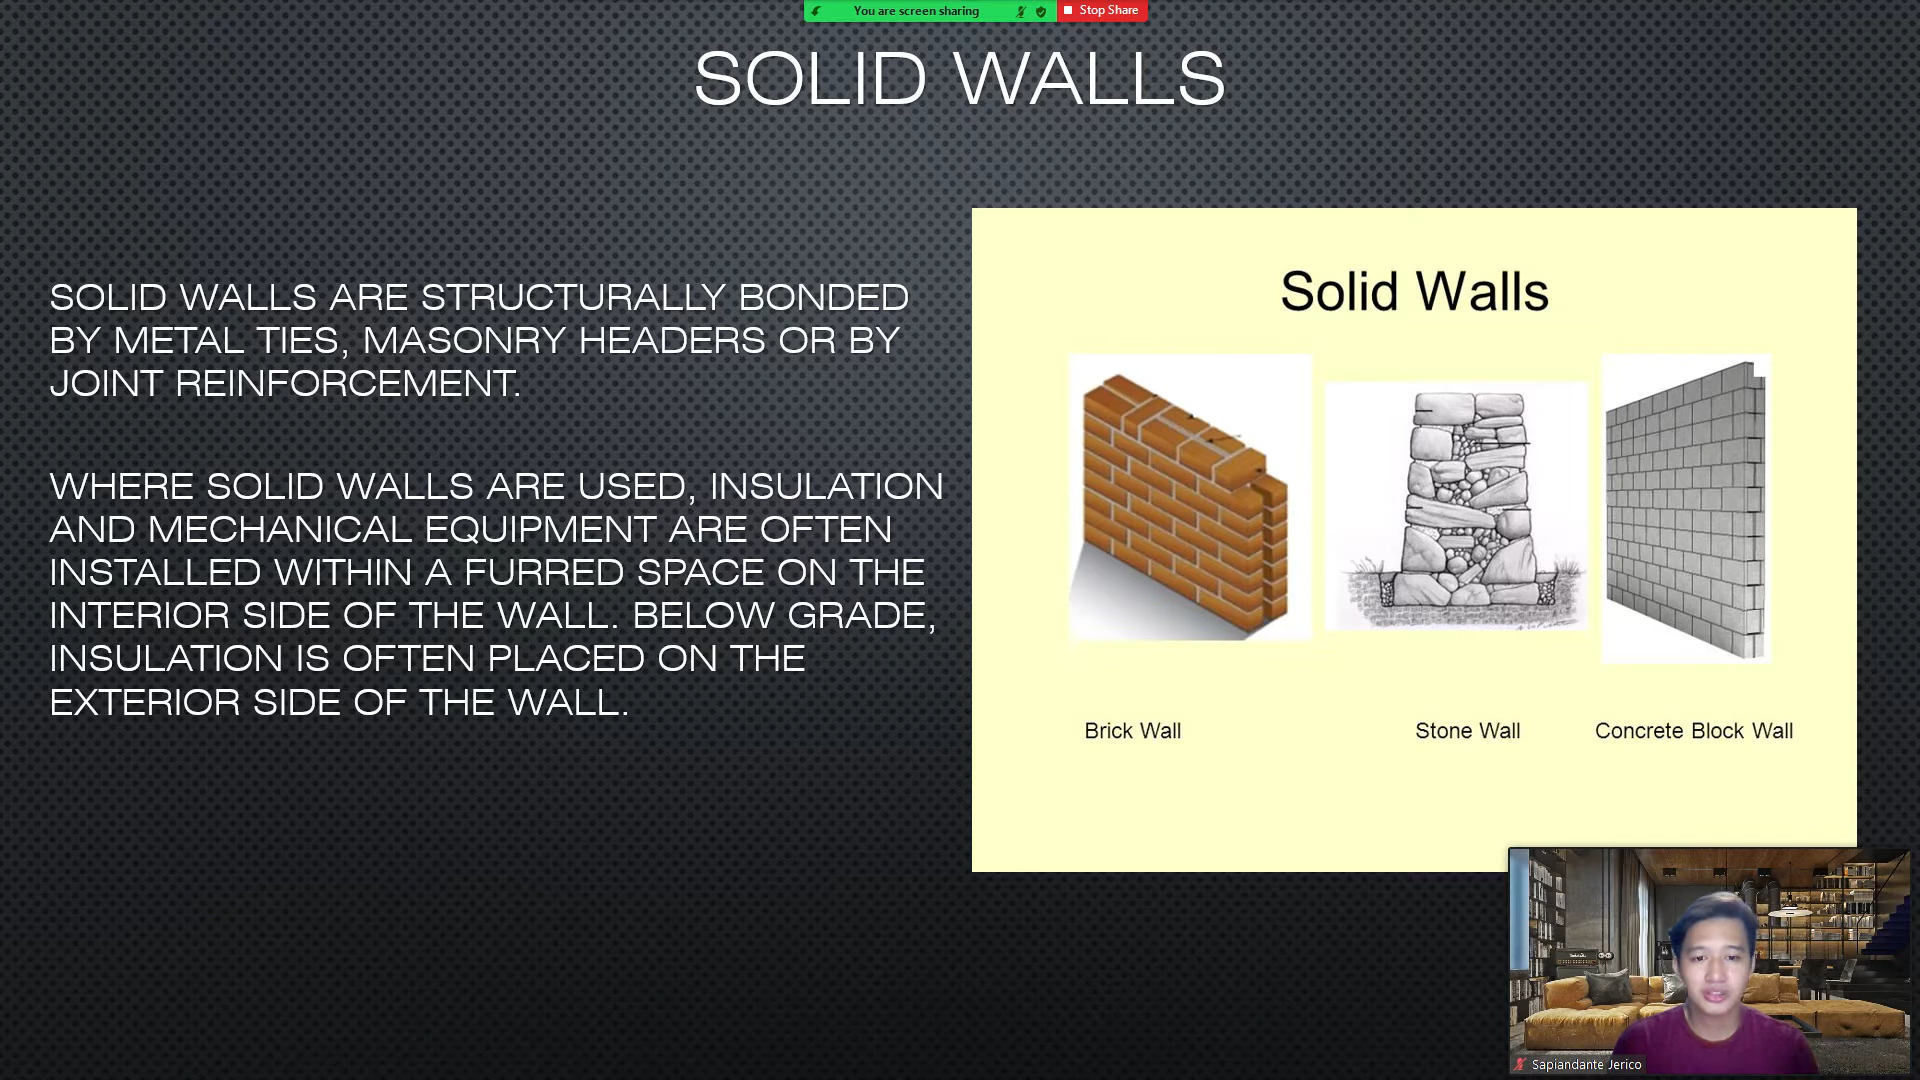 You are screen sharing
Stop Share
SOLID WALLS
SOLID WALLS ARE STRUCTURALLY BONDED
BY METAL TIES, MASONRY HEADERS OR BY
JOINT REINFORCEMENT.
WHERE SOLID WALLS ARE USED, INSULATION
AND MECHANICAL EQUIPMENT ARE OFTEN
INSTALLED WITHIN A FURRED SPACE ON THE
INTERIOR SIDE OF THE WALL. BELOW GRADE,
INSULATION IS OFTEN PLACED ON THE
EXTERIOR SIDE OF THE WALL.
Solid Walls
Brick Wall
Stone Wall
Concrete Block Wall
Sapiandante Jerico